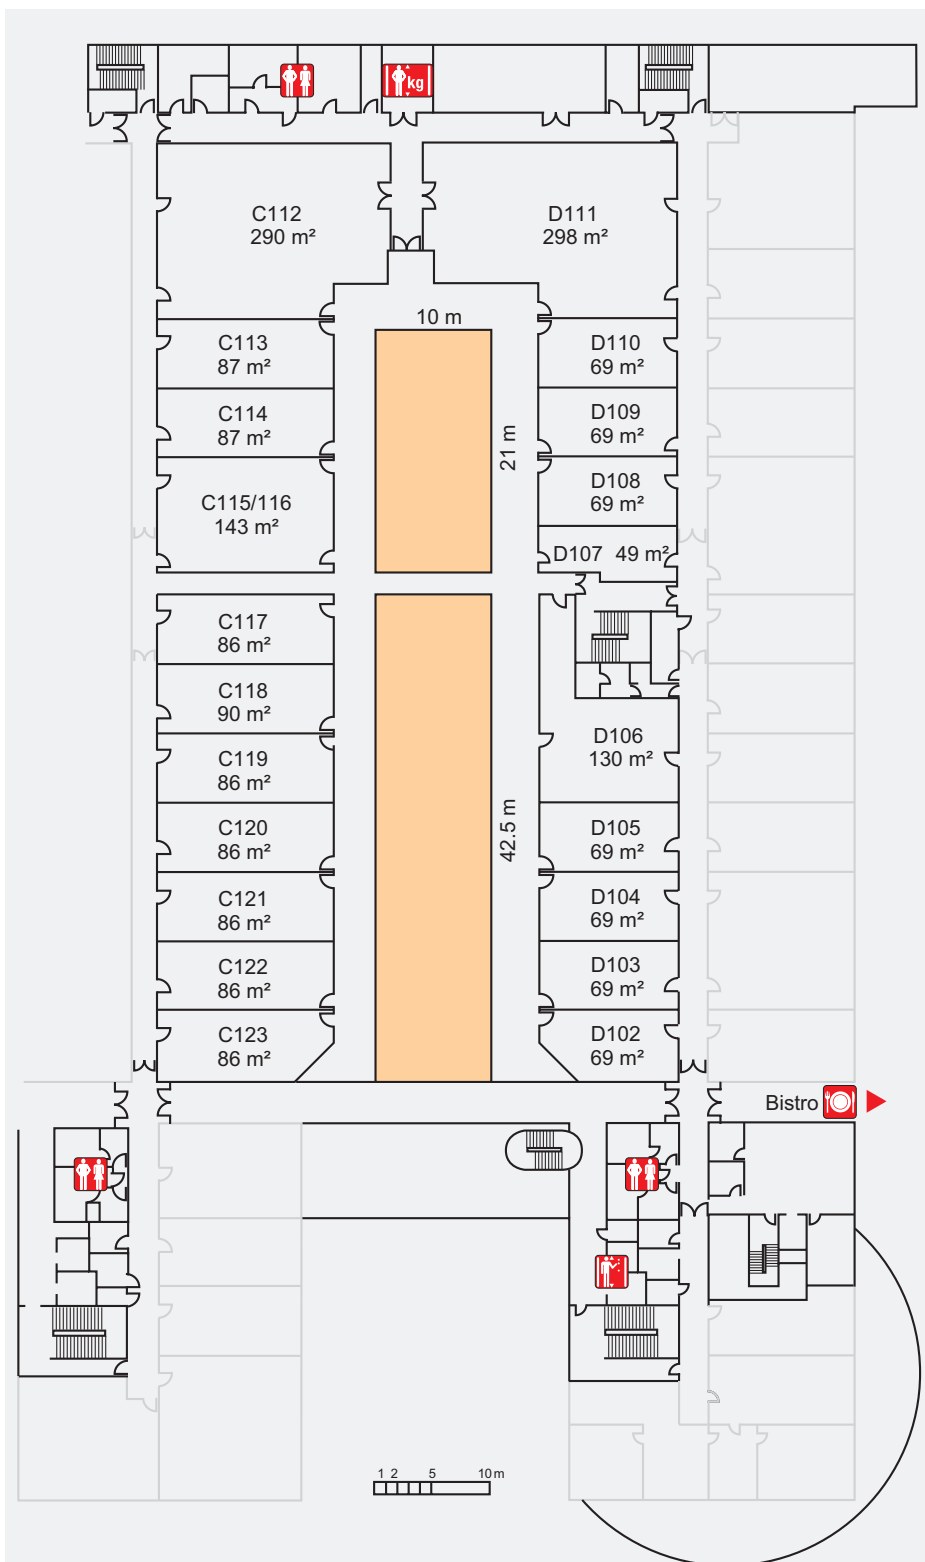 kg
C112
290 m²
D111
298 m²
10 m
C113
87 m²
D110
69 m²
C114
87 m²
D109
69 m²
21 m
C115/116
143 m²
D108
69 m²
D107 49 m²
C117
86 m²
C118
90 m²
D106
130 m²
C119
86 m²
42.5 m
C120
86 m²
D105
69 m²
C121
86 m²
D104
69 m²
C122
86 m²
D103
69 m²
C123
86 m²
D102
69 m²
Bistro
1 2 5 10 m